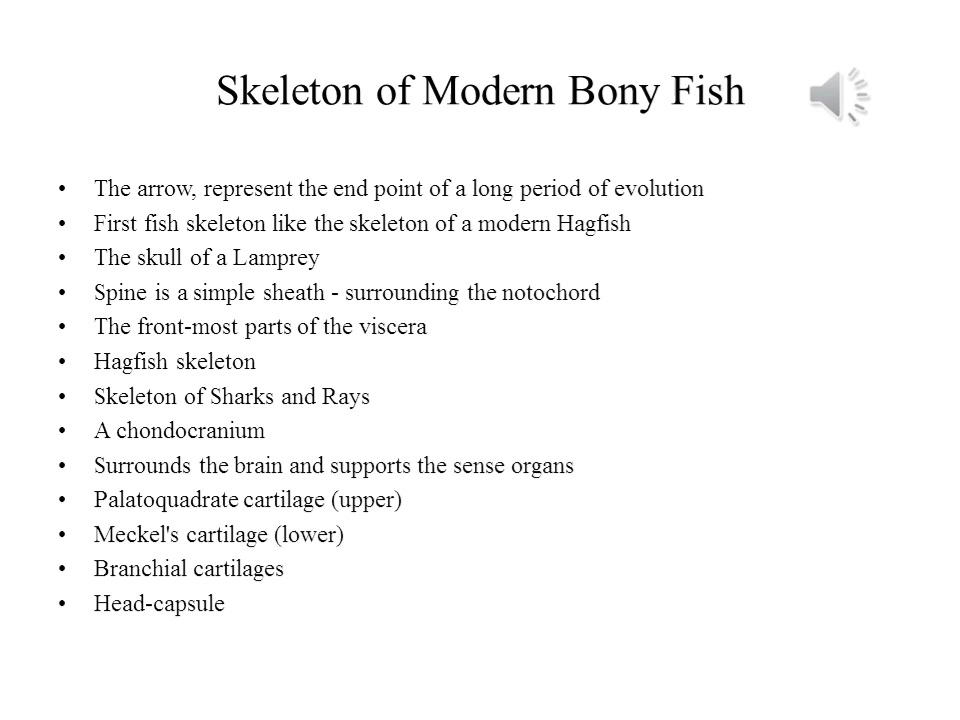 Skeleton of Modern Bony Fish
• The arrow, represent the end point of a long period of evolution
• First fish skeleton like the skeleton of a modern Hagfish
• The skull of a Lamprey
• Spine is a simple sheath - surrounding the notochord
• The front-most parts of the viscera
• Hagfish skeleton
• Skeleton of Sharks and Rays
• A chondocranium
• Surrounds the brain and supports the sense organs
• Palatoquadrate cartilage (upper)
• Meckel's cartilage (lower)
• Branchial cartilages
• Head-capsule